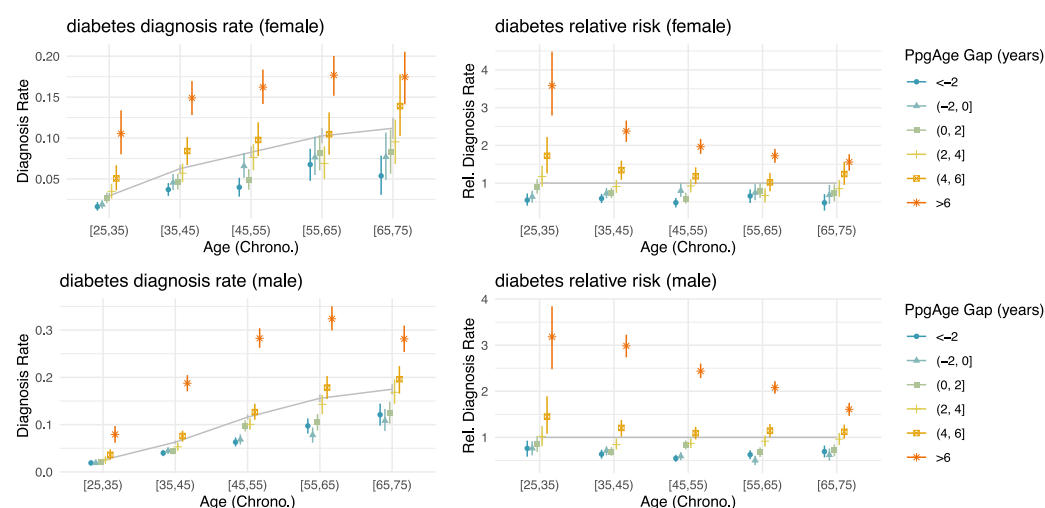 diabetes diagnosis rate (female)
Diagnosis Rate
0.20
0.15
0.10
0.05
[25,35) [35,45) [45,55) [55,65) [65,75)
Age (Chrono.)
diabetes relative risk (female)
Rel. Diagnosis Rate
4
3
2
1
[25,35) [35,45) [45,55) [55,65) [65,75)
Age (Chrono.)
PpgAge Gap (years)
<−2
(−2, 0]
(0, 2]
(2, 4]
(4, 6]
>6
diabetes diagnosis rate (male)
Diagnosis Rate
0.3
0.2
0.1
0.0
[25,35) [35,45) [45,55) [55,65) [65,75)
Age (Chrono.)
diabetes relative risk (male)
Rel. Diagnosis Rate
4
3
2
1
[25,35) [35,45) [45,55) [55,65) [65,75)
Age (Chrono.)
PpgAge Gap (years)
<−2
(−2, 0]
(0, 2]
(2, 4]
(4, 6]
>6